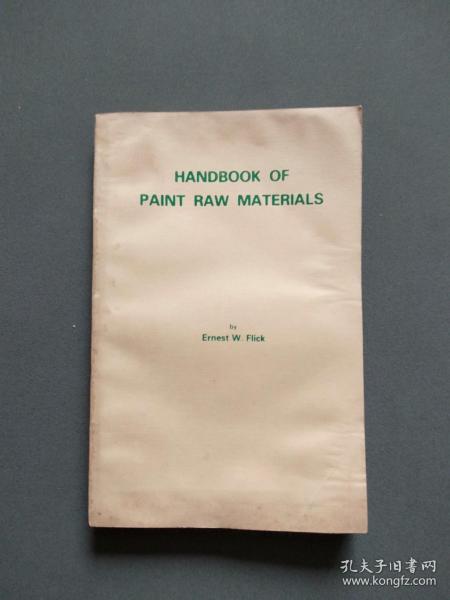 HANDBOOK OF
PAINT RAW MATERIALS
by
Ernest W. Flick
孔夫子旧书网
www.kongfz.com